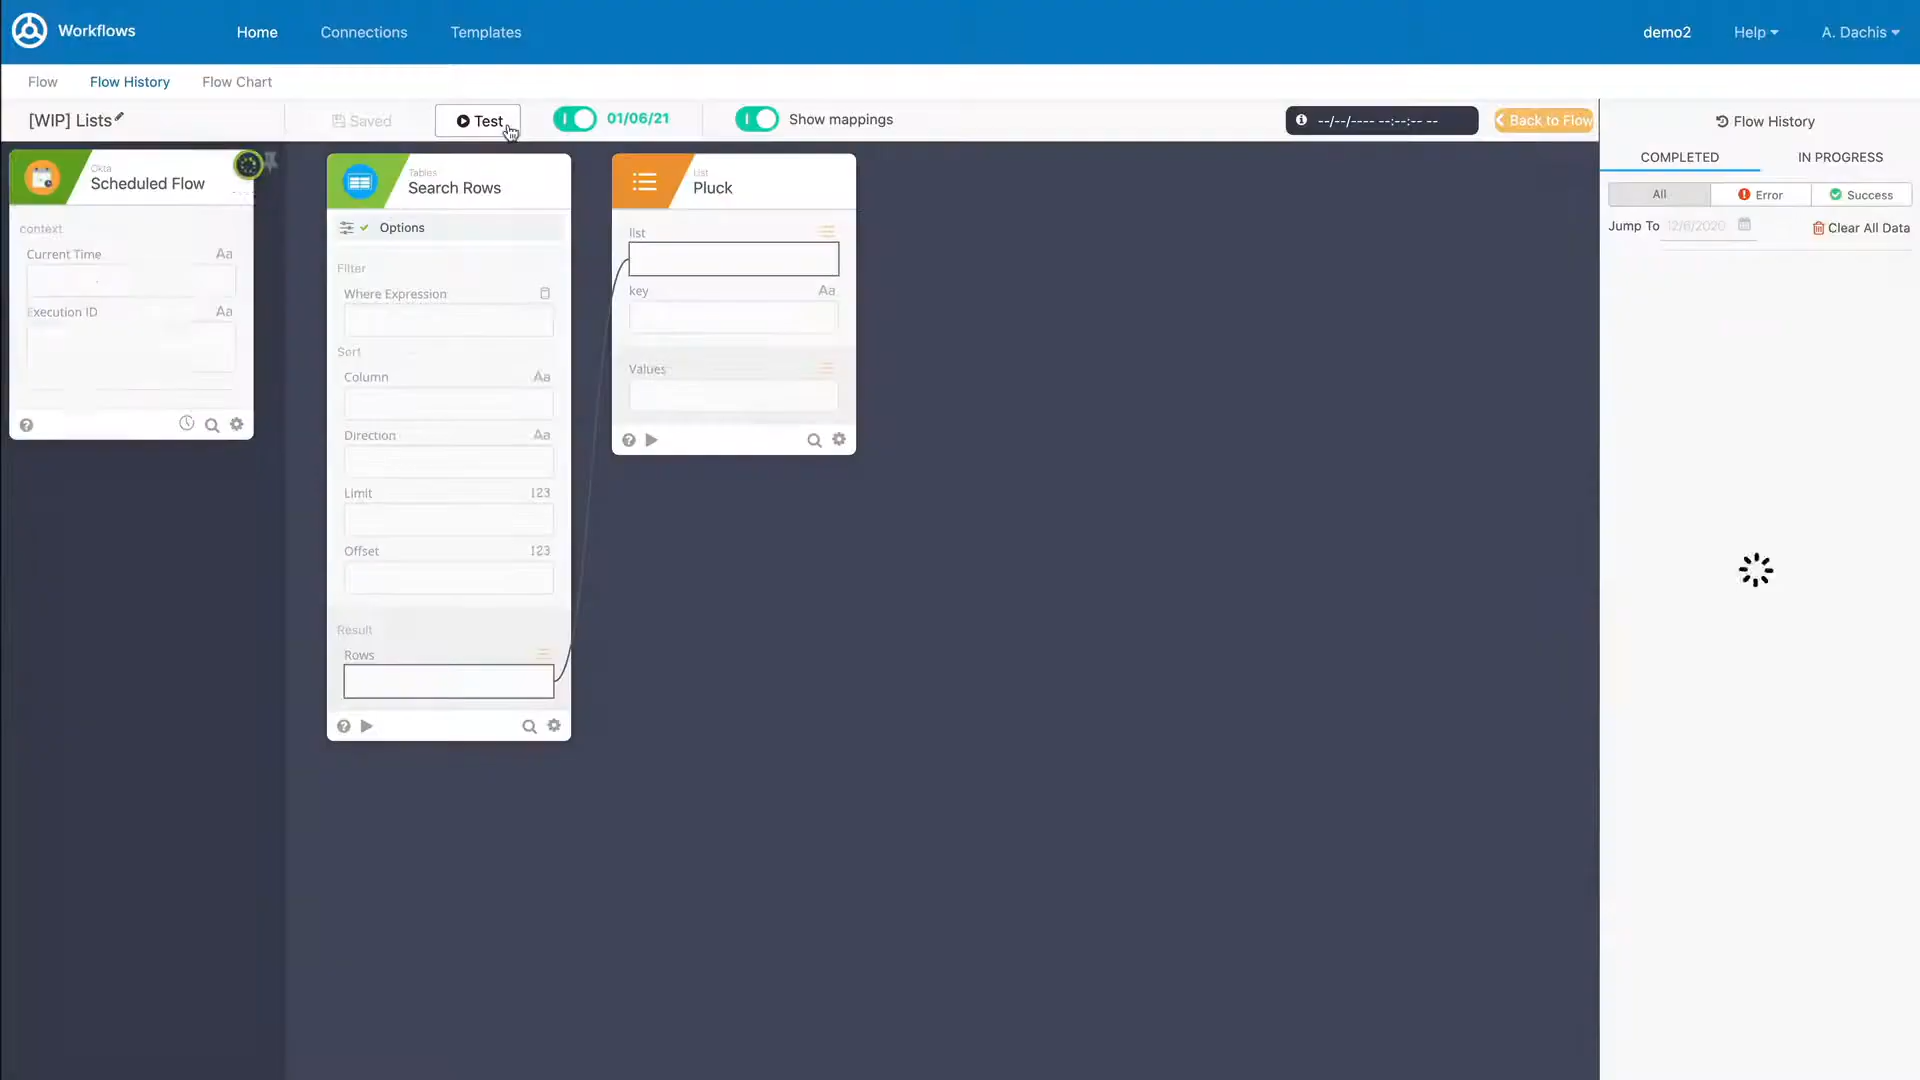 Workflows
Home
Connections
Templates
demo2
Help
A. Dachis
Flow
Flow History
Flow Chart
[WIP] Lists
Saved
Test
01/06/21
Show mappings
--/--/---- --:--:-- --
Back to Flow
Flow History
COMPLETED
IN PROGRESS
All
Error
Success
Jump To
12/6/2020
Clear All Data
Okta
Scheduled Flow
context
Current Time
Aa
Execution ID
Aa
Tables
Search Rows
Options
Filter
Where Expression
Sort
Column
Aa
Direction
Aa
Limit
123
Offset
123
Result
Rows
List
Pluck
list
key
Aa
Values